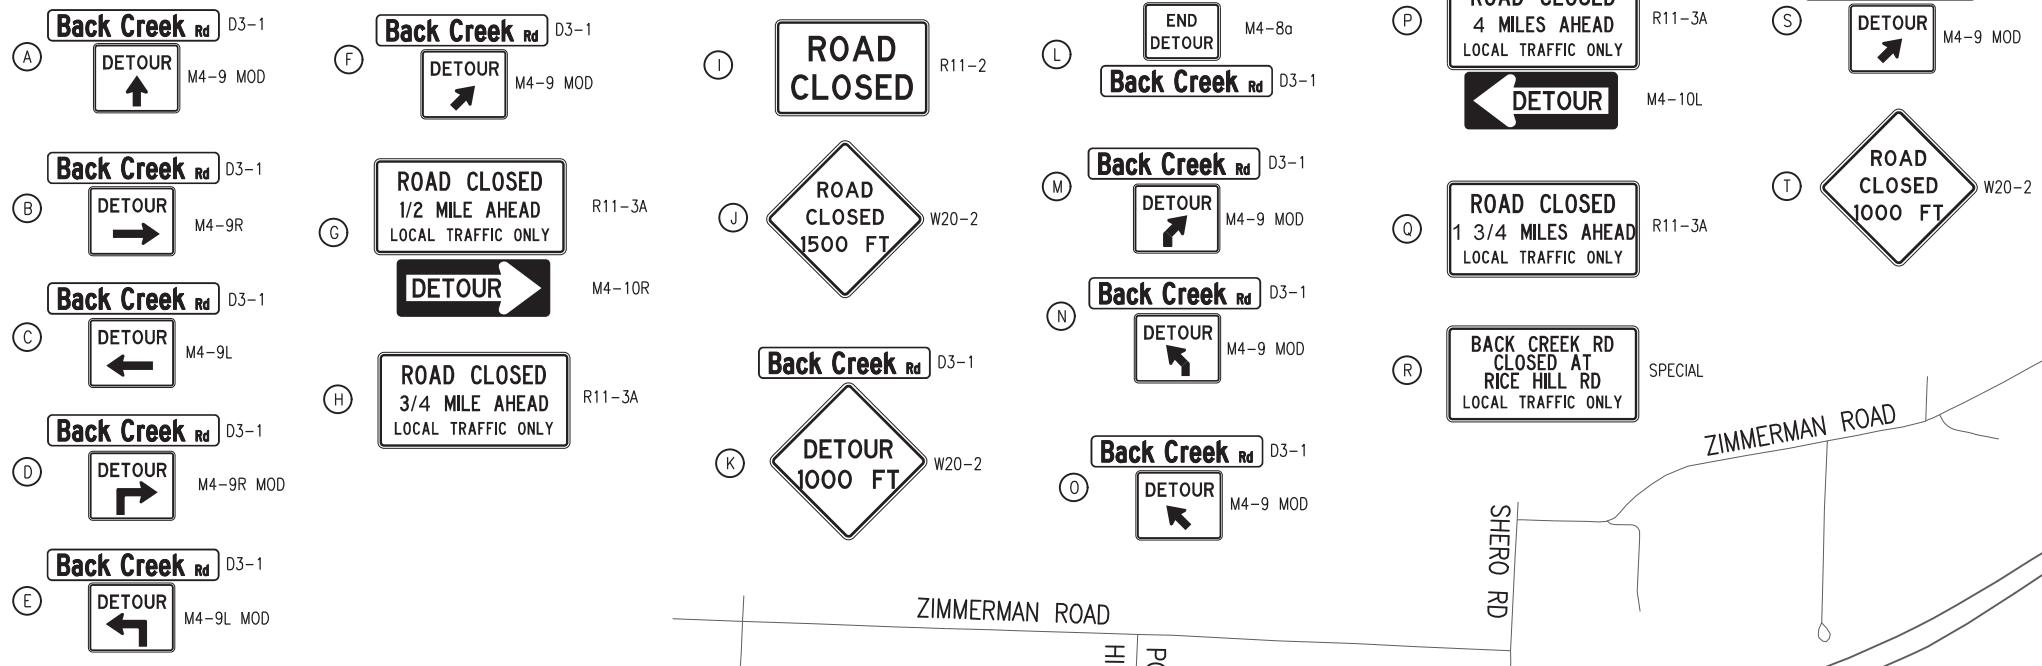 A
Back Creek Rd D3-1
DETOUR
M4-9 MOD
B
Back Creek Rd D3-1
DETOUR
M4-9R
C
Back Creek Rd D3-1
DETOUR
M4-9L
D
Back Creek Rd D3-1
DETOUR
M4-9R MOD
E
Back Creek Rd D3-1
DETOUR
M4-9L MOD
F
Back Creek Rd D3-1
DETOUR
M4-9 MOD
G
ROAD CLOSED
1/2 MILE AHEAD
LOCAL TRAFFIC ONLY
R11-3A
DETOUR
M4-10R
H
ROAD CLOSED
3/4 MILE AHEAD
LOCAL TRAFFIC ONLY
R11-3A
I
ROAD
CLOSED
R11-2
J
ROAD
CLOSED
1500 FT
W20-2
K
Back Creek Rd D3-1
DETOUR
1000 FT
W20-2
L
END
DETOUR
M4-8a
Back Creek Rd D3-1
M
Back Creek Rd D3-1
DETOUR
M4-9 MOD
N
Back Creek Rd D3-1
DETOUR
M4-9 MOD
O
Back Creek Rd D3-1
DETOUR
M4-9 MOD
P
ROAD CLOSED
4 MILES AHEAD
LOCAL TRAFFIC ONLY
R11-3A
DETOUR
M4-10L
Q
ROAD CLOSED
1 3/4 MILES AHEAD
LOCAL TRAFFIC ONLY
R11-3A
R
BACK CREEK RD
CLOSED AT
RICE HILL RD
LOCAL TRAFFIC ONLY
SPECIAL
S
DETOUR
M4-9 MOD
T
ROAD
CLOSED
1000 FT
W20-2
ZIMMERMAN ROAD
SHERO RD
ZIMMERMAN ROAD